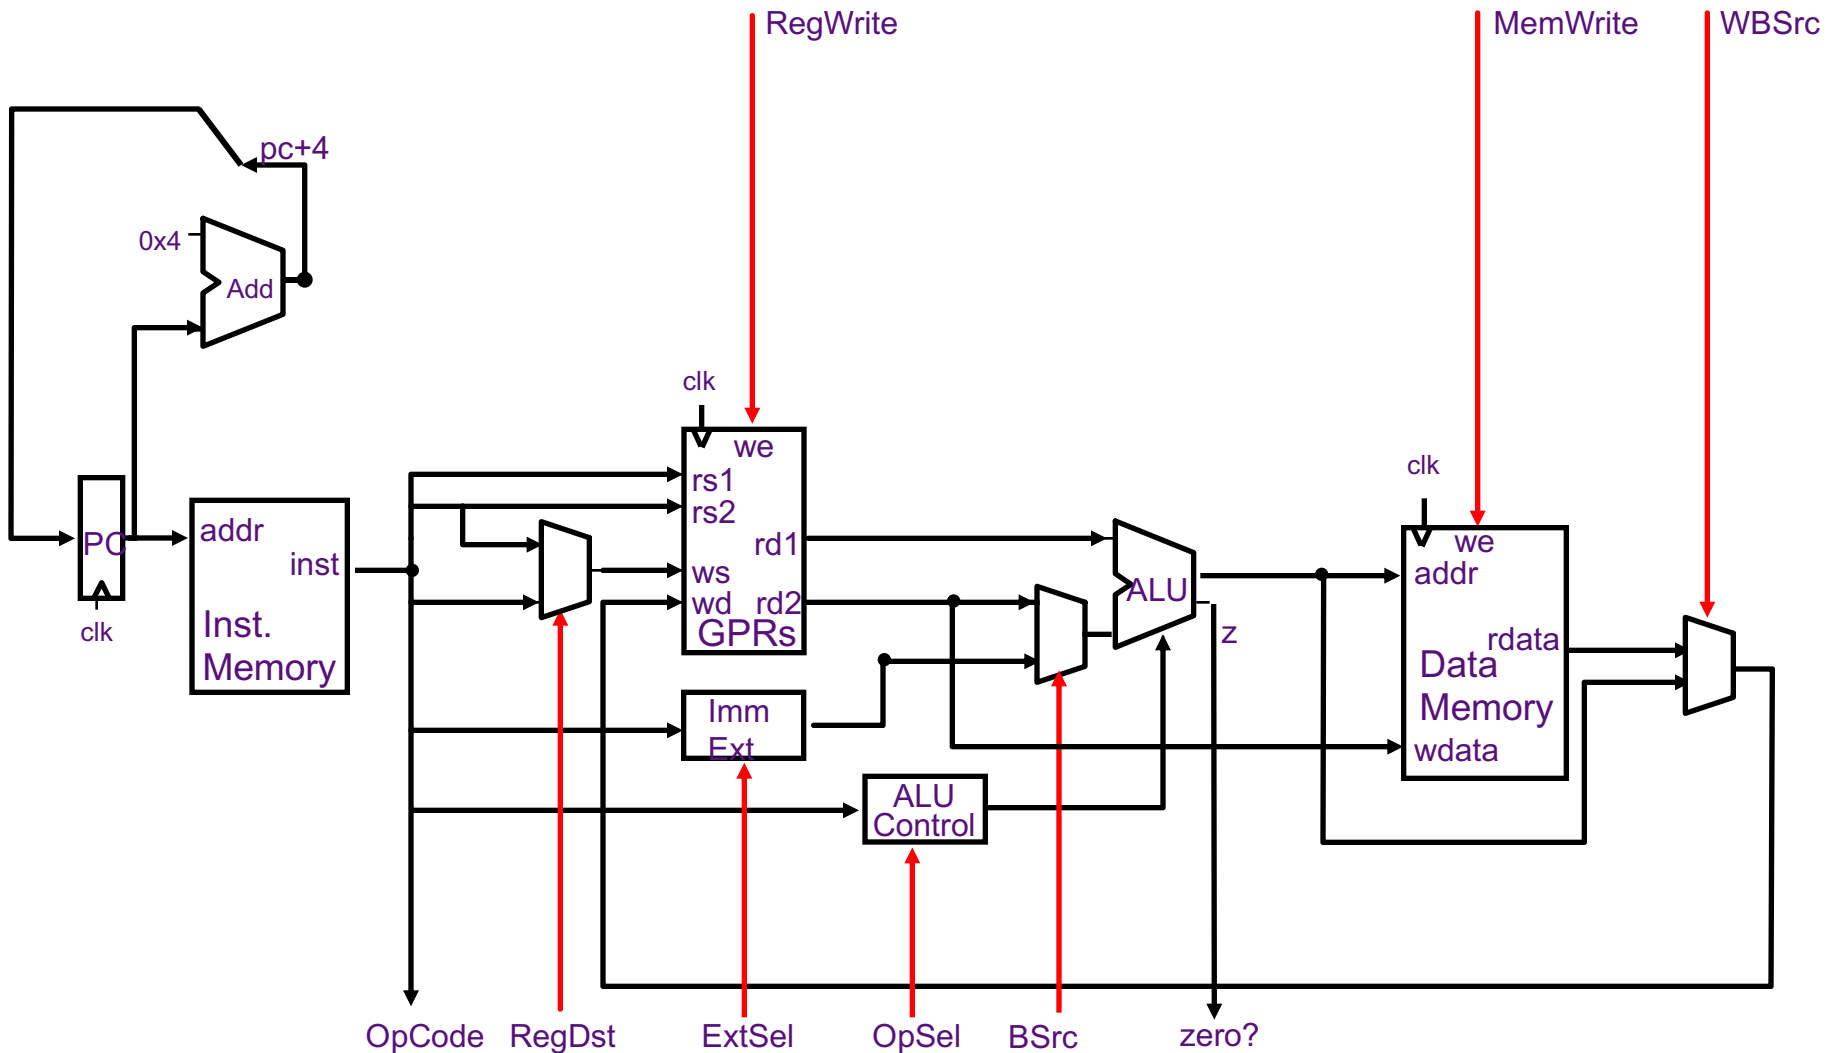 RegWrite
MemWrite
WBSrc
pc+4
0x4
Add
clk
we
rs1
rs2
rd1
ws
wd
rd2
GPRs
PC
clk
addr
inst
Inst.
Memory
Imm
Ext
ALU
Control
ALU
z
clk
we
addr
rdata
Data
Memory
wdata
OpCode
RegDst
ExtSel
OpSel
BSrc
zero?